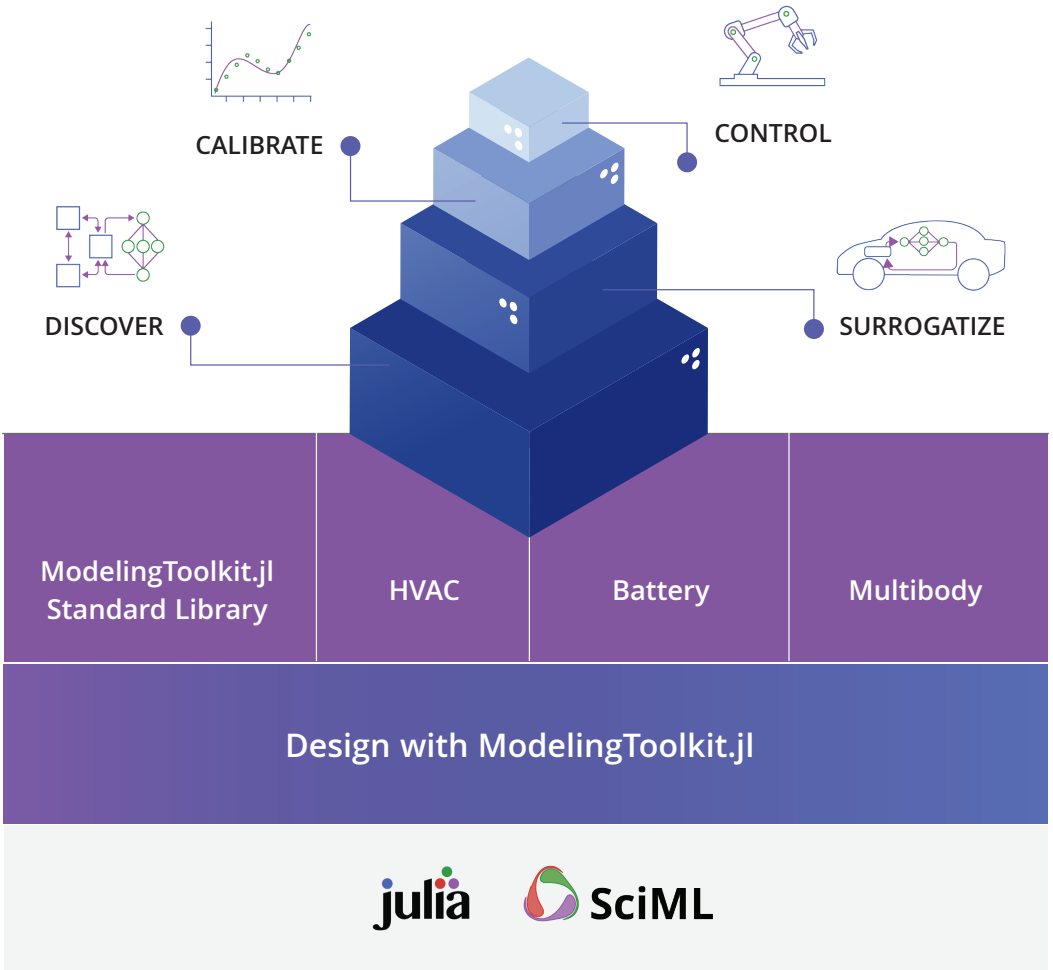 CALIBRATE
CONTROL
DISCOVER
SURROGATIZE
ModelingToolkit.jl
Standard Library
HVAC
Battery
Multibody
Design with ModelingToolkit.jl
julia
SciML